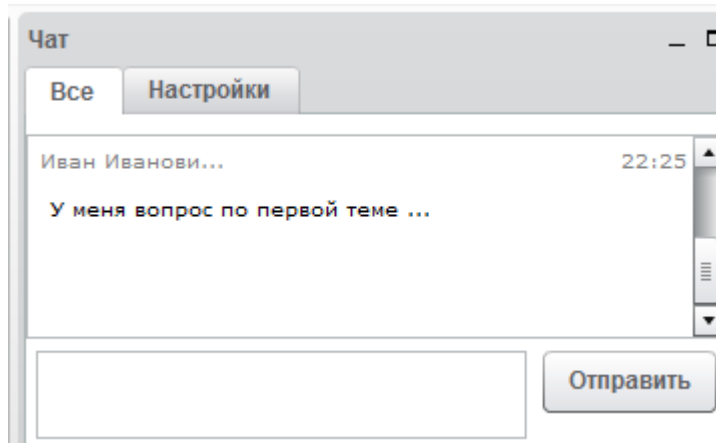 Чат
Все Настройки
Иван Иванови... 22:25
У меня вопрос по первой теме ...
Отправить